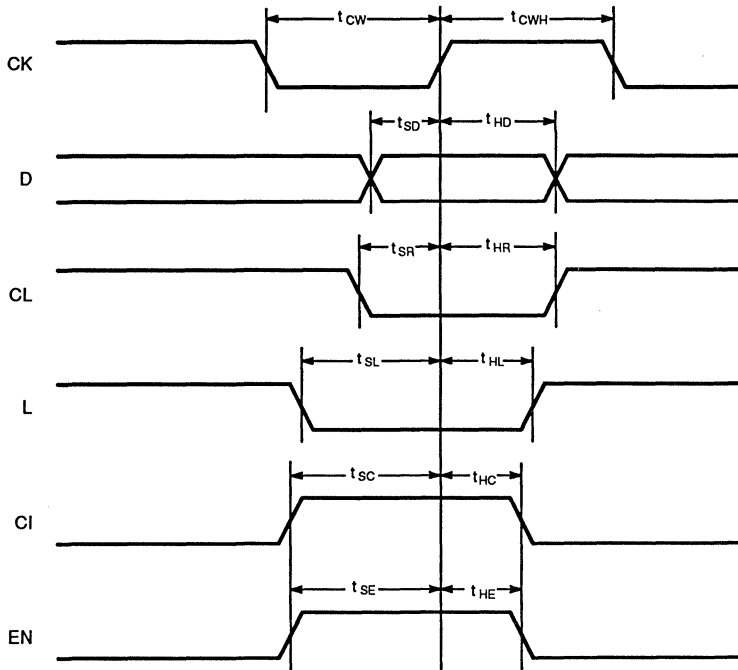 t CW t CWH
CK
t SD t HD
D
t SR t HR
CL
t SL t HL
L
t SC t HC
CI
t SE t HE
EN